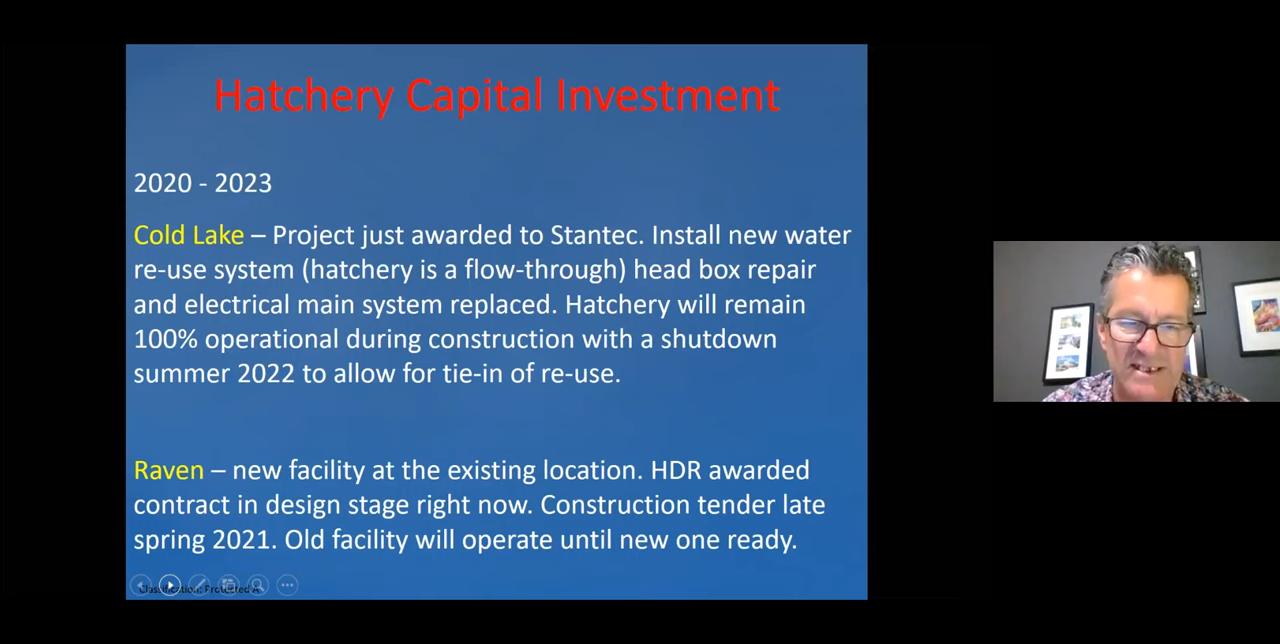 Hatchery Capital Investment
2020 - 2023
Cold Lake – Project just awarded to Stantec. Install new water
re-use system (hatchery is a flow-through) head box repair
and electrical main system replaced. Hatchery will remain
100% operational during construction with a shutdown
summer 2022 to allow for tie-in of re-use.
Raven – new facility at the existing location. HDR awarded
contract in design stage right now. Construction tender late
spring 2021. Old facility will operate until new one ready.
Classification: Protected A